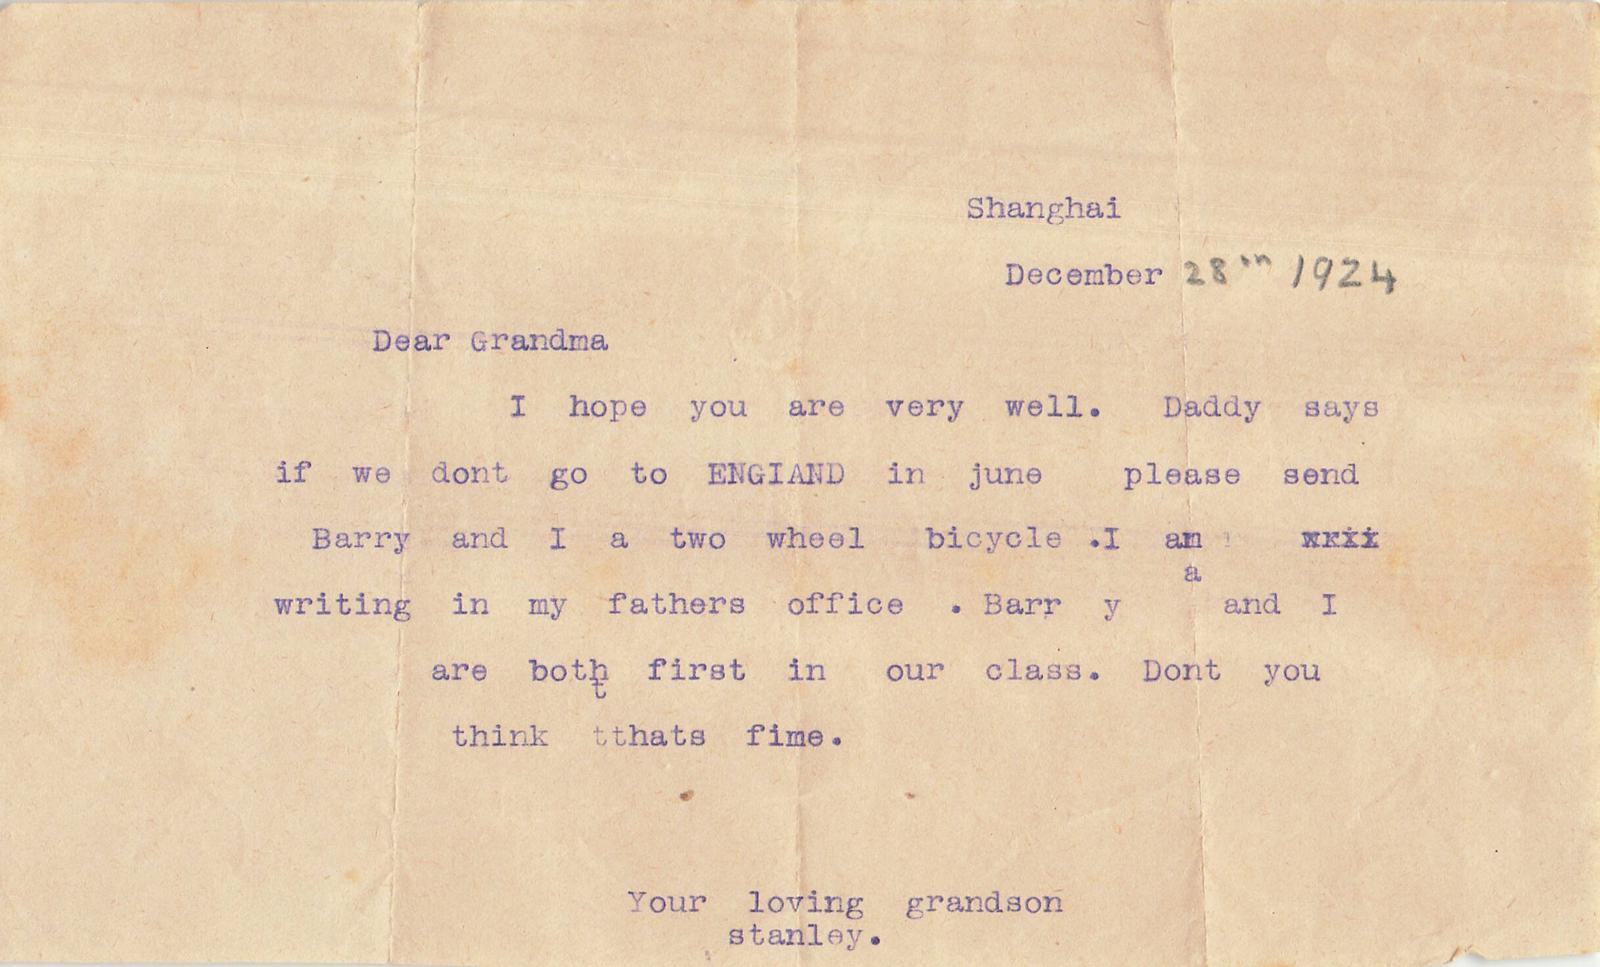 Shanghai
December 28th 1924
Dear Grandma
I hope you are very well. Daddy says
if we dont go to ENGIAND in june please send
Barry and I a two wheel bicycle .I am
a
writing in my fathers office . Barr y and I
are both first in our class. Dont you
t
think tthats fime.
Your loving grandson
stanley.